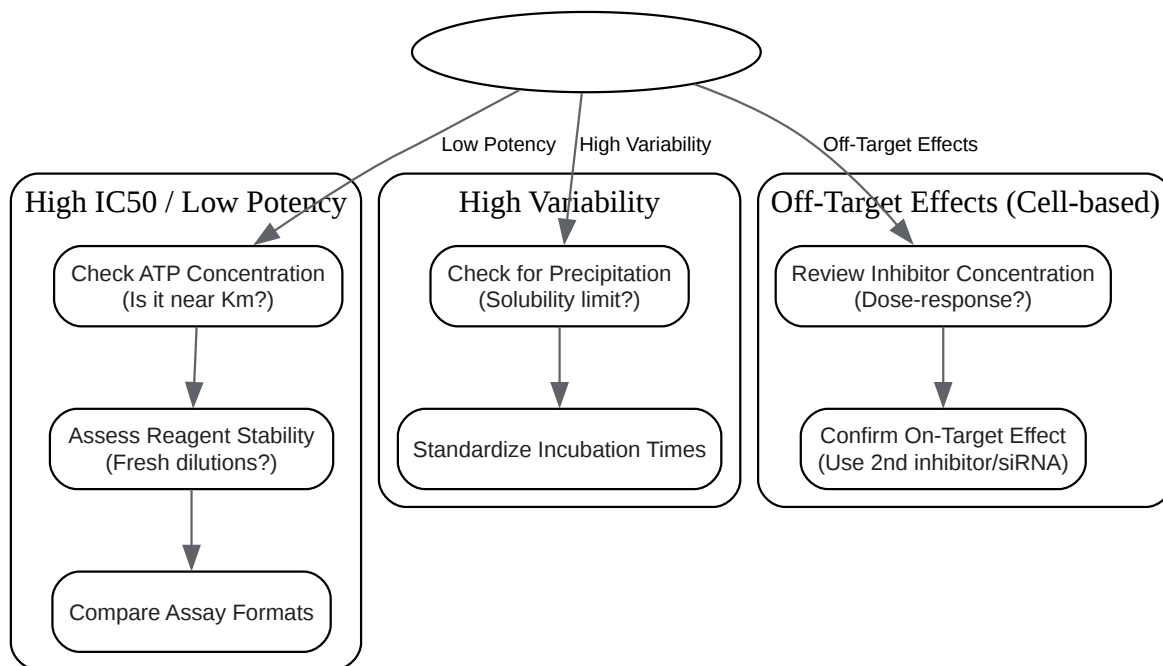 Low Potency
High Variability
Off-Target Effects
High IC50 / Low Potency
Check ATP Concentration
(Is it near Km?)
Assess Reagent Stability
(Fresh dilutions?)
Compare Assay Formats
High Variability
Check for Precipitation
(Solubility limit?)
Standardize Incubation Times
Off-Target Effects (Cell-based)
Review Inhibitor Concentration
(Dose-response?)
Confirm On-Target Effect
(Use 2nd inhibitor/siRNA)